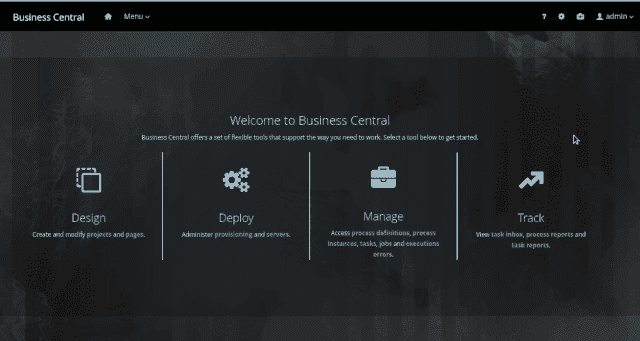 Business Central Menu ? admin
Welcome to Business Central
Business Central offers a set of flexible tools that support the way you need to work. Select a tool below to get started.
Design
Create and modify projects and pages.
Deploy
Administer provisioning and servers.
Manage
Access process definitions, process
instances, tasks, jobs and executions
errors.
Track
View task inbox, process reports and
task reports.